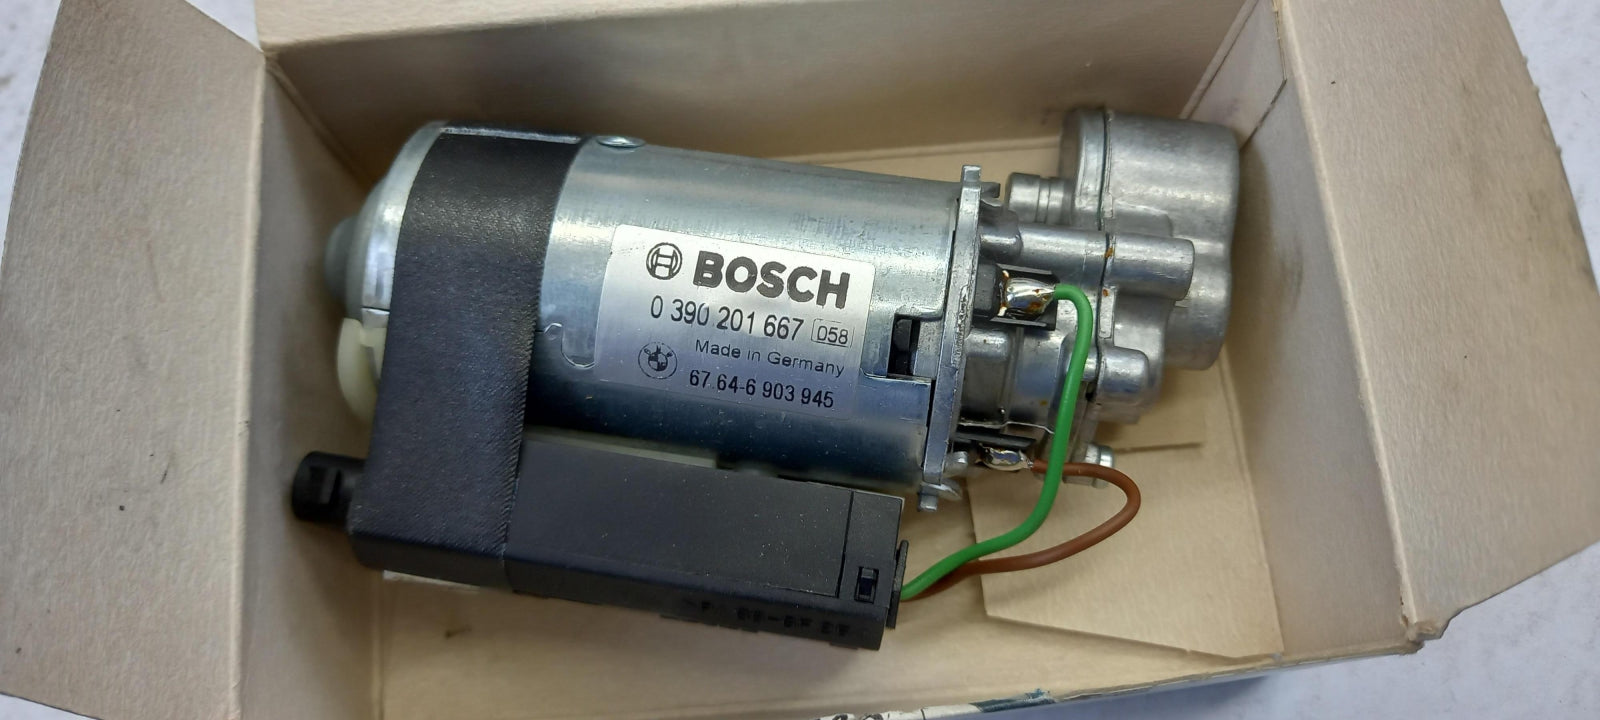 BOSCH
0 390 201 667 058
Made in Germany
67.64-6 903 945